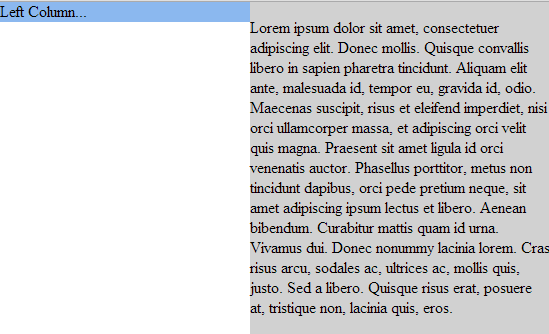 Left Column...
Lorem ipsum dolor sit amet, consectetuer
adipiscing elit. Donec mollis. Quisque convallis
libero in sapien pharetra tincidunt. Aliquam elit
ante, malesuada id, tempor eu, gravida id, odio.
Maecenas suscipit, risus et eleifend imperdiet, nisi
orci ullamcorper massa, et adipiscing orci velit
quis magna. Praesent sit amet ligula id orci
venenatis auctor. Phasellus porttitor, metus non
tincidunt dapibus, orci pede pretium neque, sit
amet adipiscing ipsum lectus et libero. Aenean
bibendum. Curabitur mattis quam id urna.
Vivamus dui. Donec nonummy lacinia lorem. Cras
risus arcu, sodales ac, ultrices ac, mollis quis,
justo. Sed a libero. Quisque risus erat, posuere
at, tristique non, lacinia quis, eros.